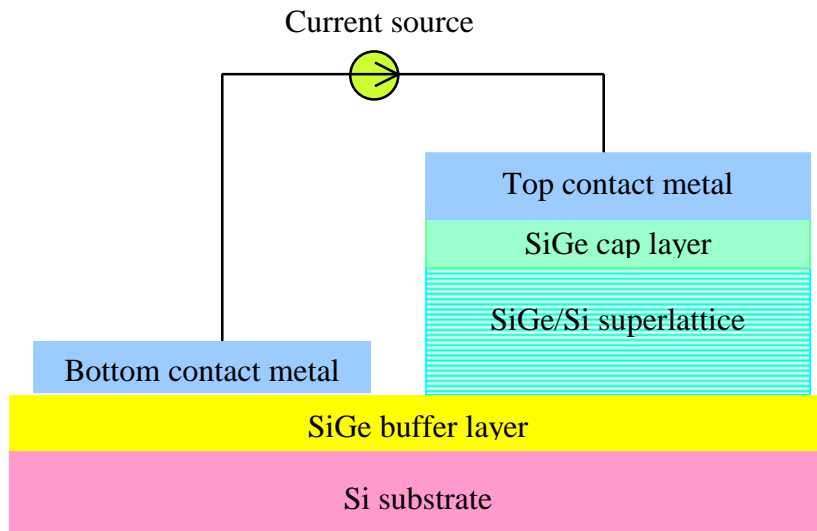 Current source
Top contact metal
SiGe cap layer
SiGe/Si superlattice
Bottom contact metal
SiGe buffer layer
Si substrate